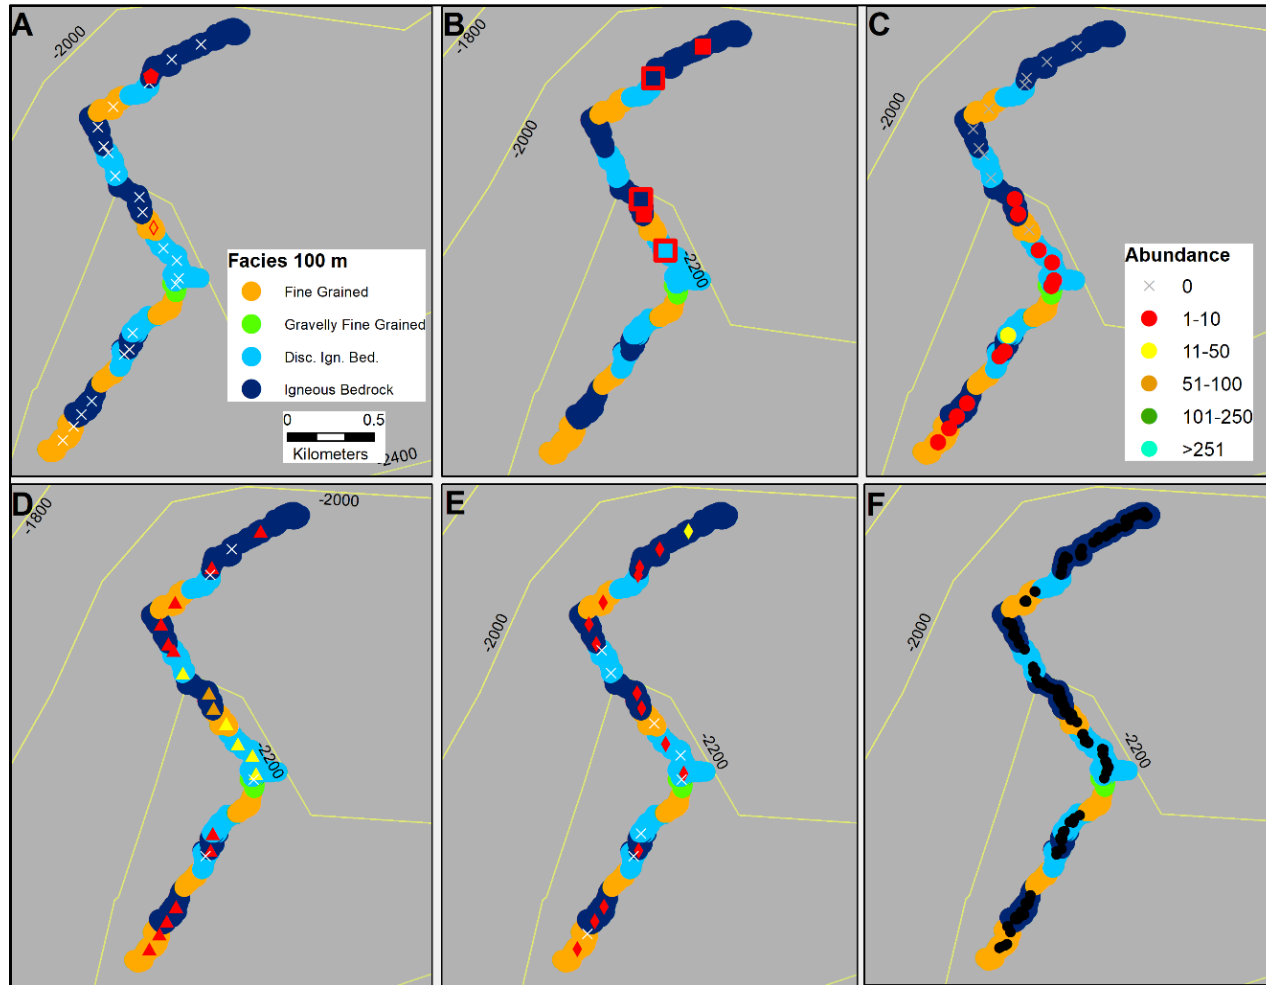 A
-2000
Facies 100 m
Fine Grained
Gravelly Fine Grained
Disc. Ign. Bed.
Igneous Bedrock
0
0.5
Kilometers
-2400
B
-1800
-2000
-2200
C
-2000
Abundance
0
1-10
11-50
51-100
101-250
>251
D
-1800
-2000
-2200
E
-2000
-2200
F
-2000
-2200